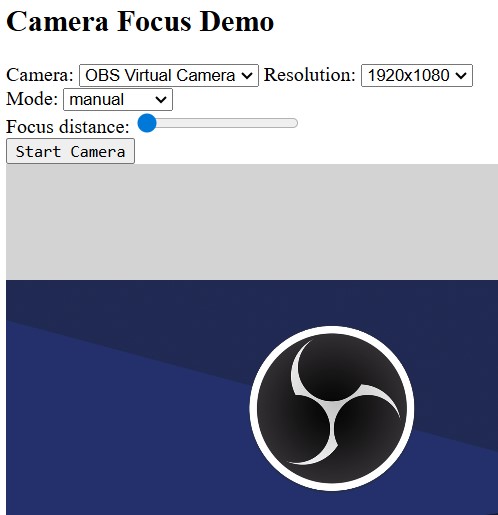 Camera Focus Demo
Camera: OBS Virtual Camera Resolution: 1920x1080
Mode: manual
Focus distance:
Start Camera